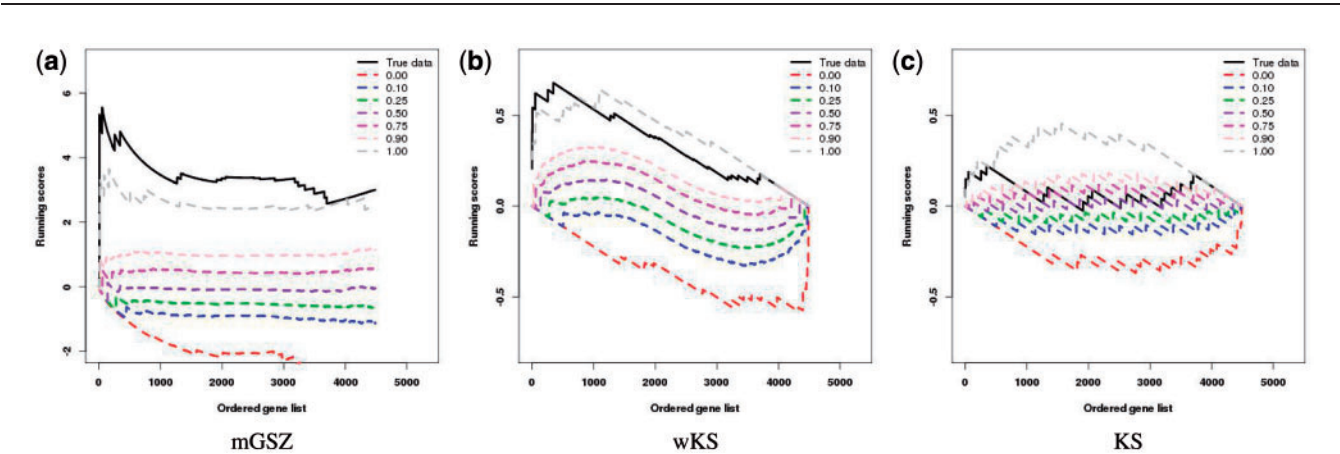 (a)
True data
0.00
0.10
0.25
0.50
0.75
0.90
1.00
Running scores
6
4
2
0
-2
0 1000 2000 3000 4000 5000
Ordered gene list
mGSZ
(b)
True data
0.00
0.10
0.25
0.50
0.75
0.90
1.00
Running scores
0.5
0.0
-0.5
0 1000 2000 3000 4000 5000
Ordered gene list
wKS
(c)
True data
0.00
0.10
0.25
0.50
0.75
0.90
1.00
Running scores
0.5
0.0
-0.5
0 1000 2000 3000 4000 5000
Ordered gene list
KS